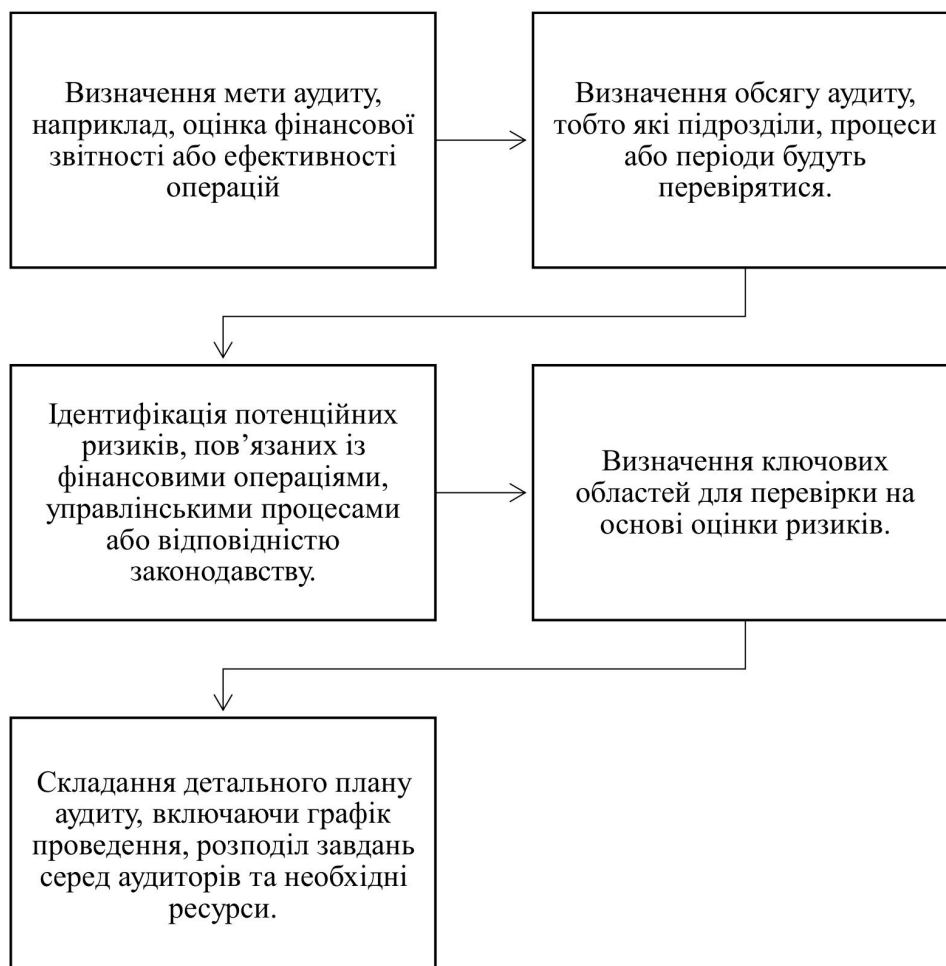 Визначення мети аудиту,
наприклад, оцінка фінансової
звітності або ефективності
операцій
Визначення обсягу аудиту,
тобто які підрозділи, процеси
або періоди будуть
перевірятися.
Ідентифікація потенційних
ризиків, пов’язаних із
фінансовими операціями,
управлінськими процесами
або відповідністю
законодавству.
Визначення ключових
областей для перевірки на
основі оцінки ризиків.
Складання детального плану
аудиту, включаючи графік
проведення, розподіл завдань
серед аудиторів та необхідні
ресурси.